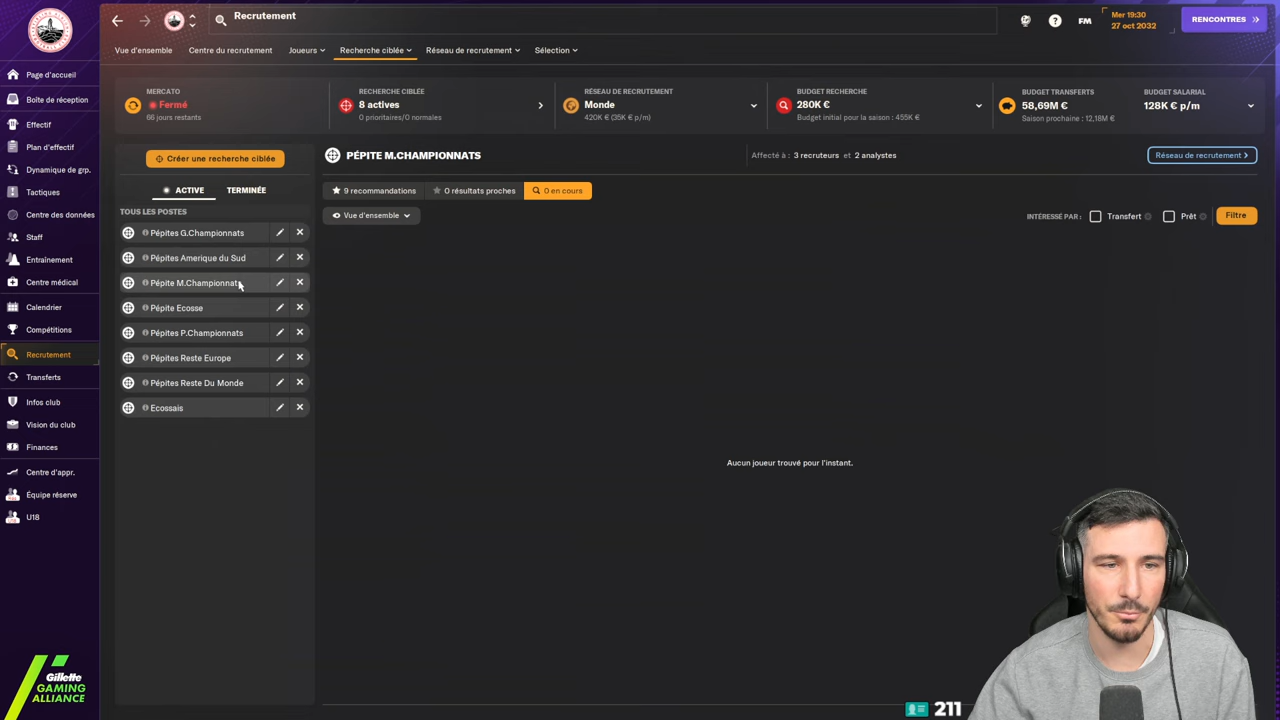 Recrutement
FM
Mer 19:30
27 oct 2032
RENCONTRES
Vue d'ensemble
Centre du recrutement
Joueurs
Recherche ciblée
Réseau de recrutement
Sélection
Page d'accueil
Boîte de réception
Effectif
Plan d'effectif
Dynamique de grp.
Tactiques
Centre des données
Staff
Entraînement
Centre médical
Calendrier
Compétitions
Recrutement
Transferts
Infos club
Vision du club
Finances
Centre d'appr.
Équipe réserve
U18
MERCATO
Fermé
66 jours restants
RECHERCHE CIBLÉE
8 actives
0 prioritaires/0 normales
RÉSEAU DE RECRUTEMENT
Monde
420K € (35K € p/m)
BUDGET RECHERCHE
280K €
Budget initial pour la saison : 455K €
BUDGET TRANSFERTS
58,69M €
Saison prochaine : 12,18M €
BUDGET SALARIAL
128K € p/m
Créer une recherche ciblée
ACTIVE
TERMINÉE
TOUS LES POSTES
Pépites G.Championnats
Pépites Amerique du Sud
Pépite M.Championnats
Pépite Ecosse
Pépites P.Championnats
Pépites Reste Europe
Pépites Reste Du Monde
Ecossais
PÉPITE M.CHAMPIONNATS
Affecté à : 3 recruteurs et 2 analystes
Réseau de recrutement
9 recommandations
0 résultats proches
0 en cours
Vue d'ensemble
INTÉRESSÉ PAR :
Transfert
Prêt
Filtre
Aucun joueur trouvé pour l'instant.
Gillette
GAMING
ALLIANCE
211